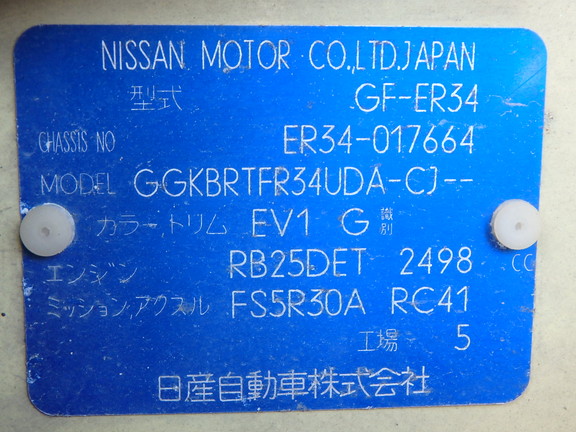 NISSAN MOTOR CO.,LTD.JAPAN
型式 GF-ER34
CHASSIS NO ER34-017664
MODEL GGKBRTFR34UDA-CJ--
カラー,トリム EV1 G 識別
エンジン RB25DET 2498 CC
ミッション,アクスル FS5R30A RC41
工場 5
日産自動車株式会社